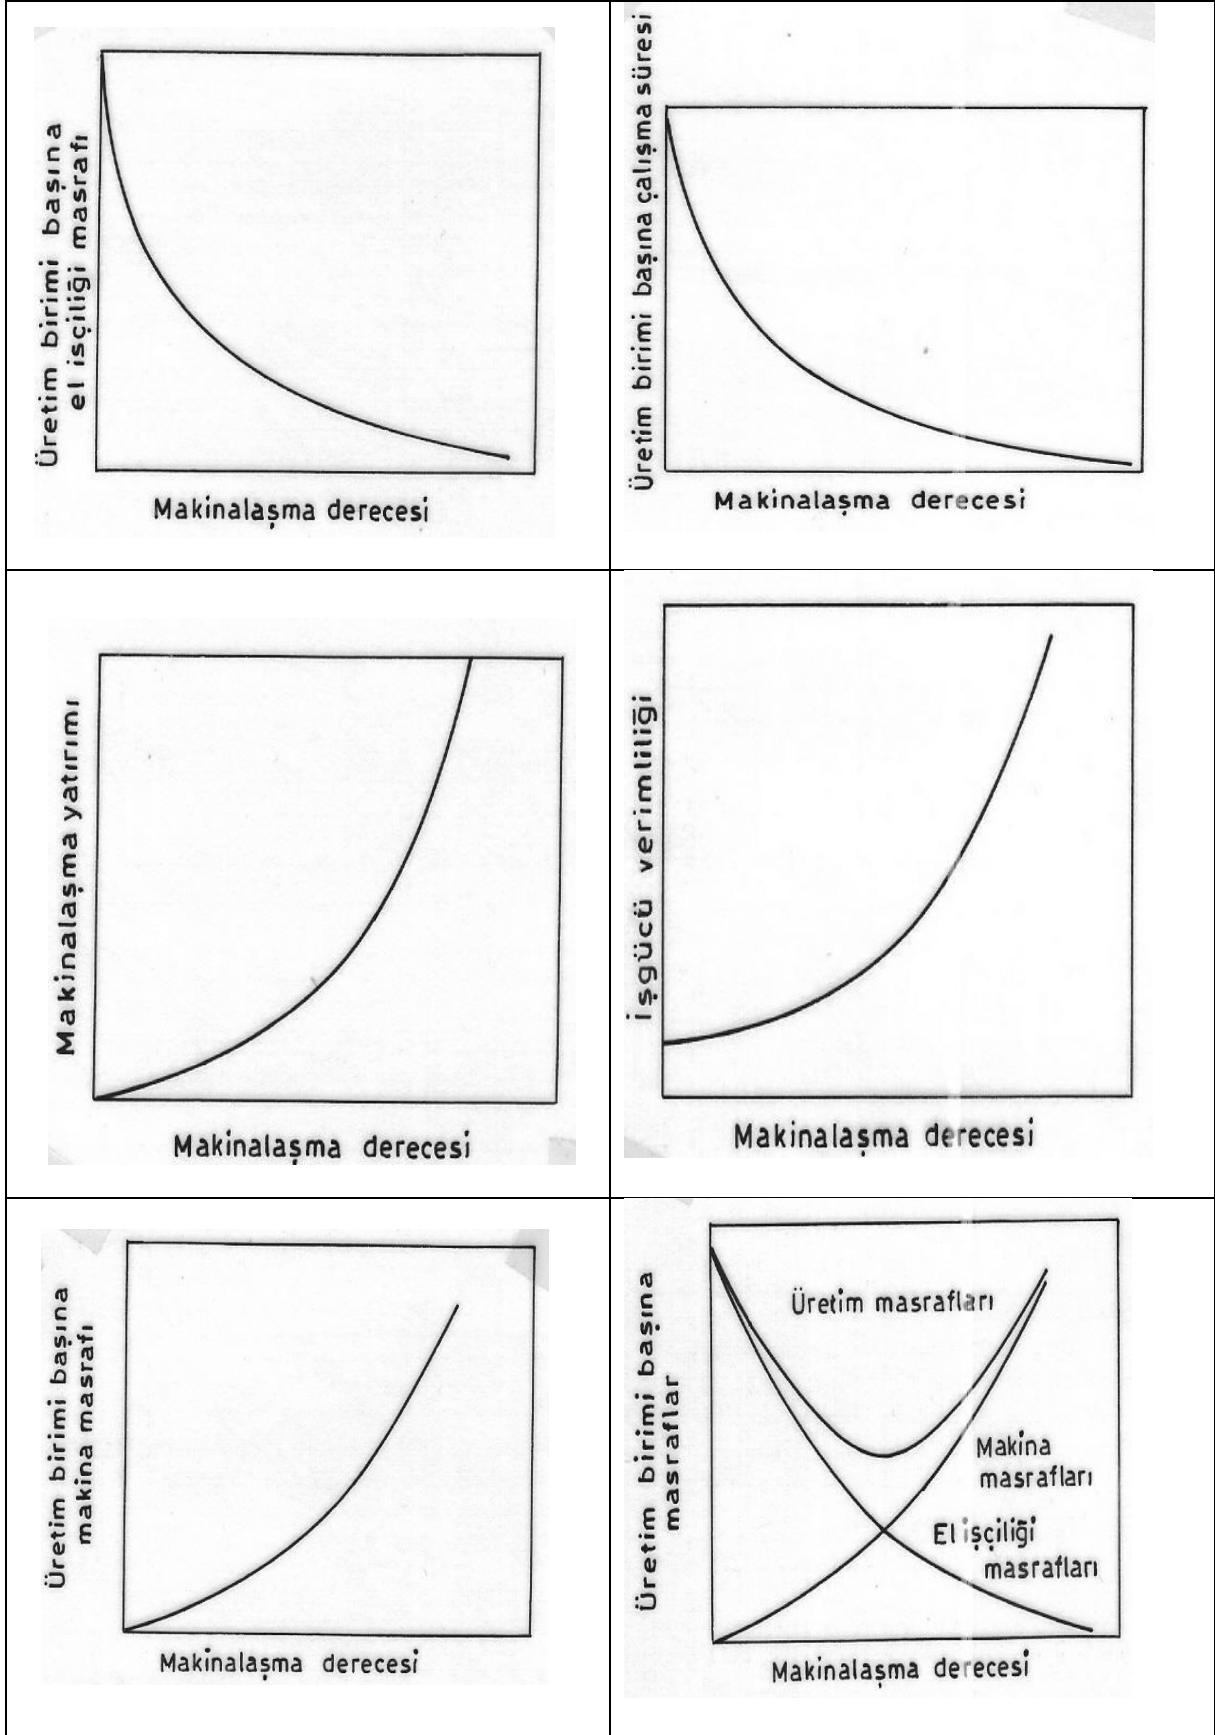 Üretim birimi başına
el isçiliği masrafı
Makinalaşma derecesi
Üretim birimi başına çalışma süresi
Makinalaşma derecesi
Makinalaşma yatırımı
Makinalaşma derecesi
İşgücü verimliliği
Makinalaşma derecesi
Üretim birimi başına
makina masrafı
Makinalaşma derecesi
Üretim birimi başına
masraflar
Üretim masrafları
Makina
masrafları
El işçiliği
masrafları
Makinalaşma derecesi